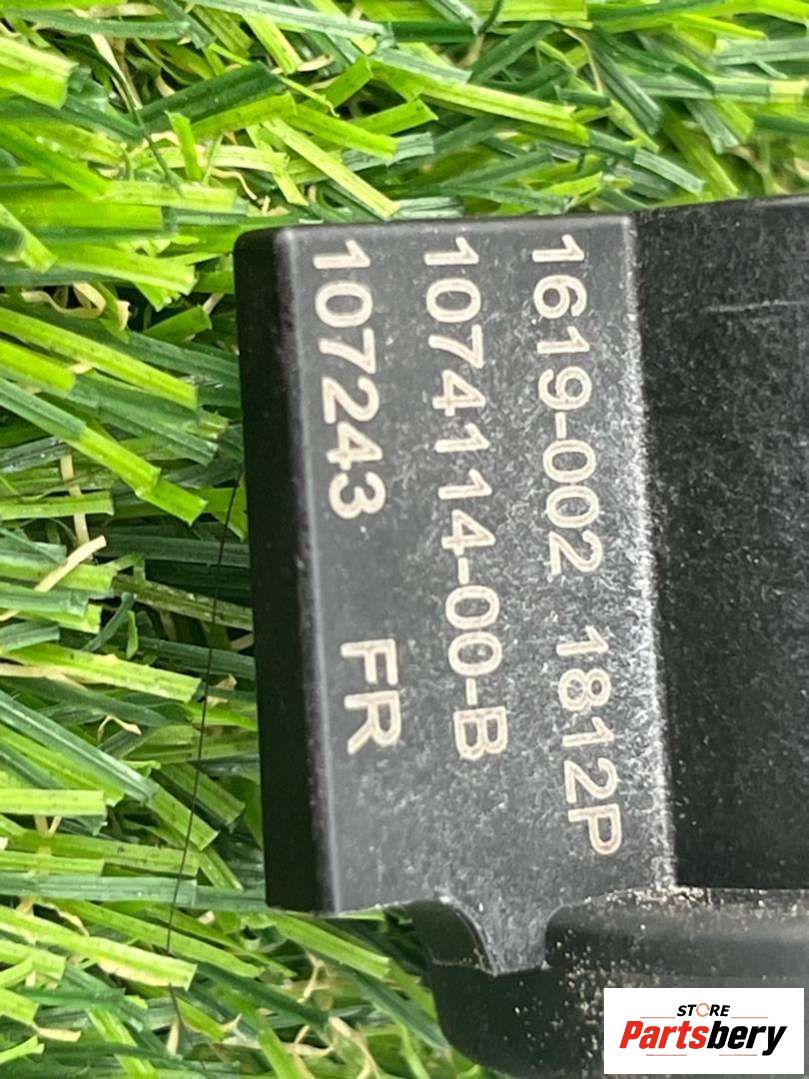 1619-002 1812P
1074114-00-B
107243 FR
STORE
Partsbery